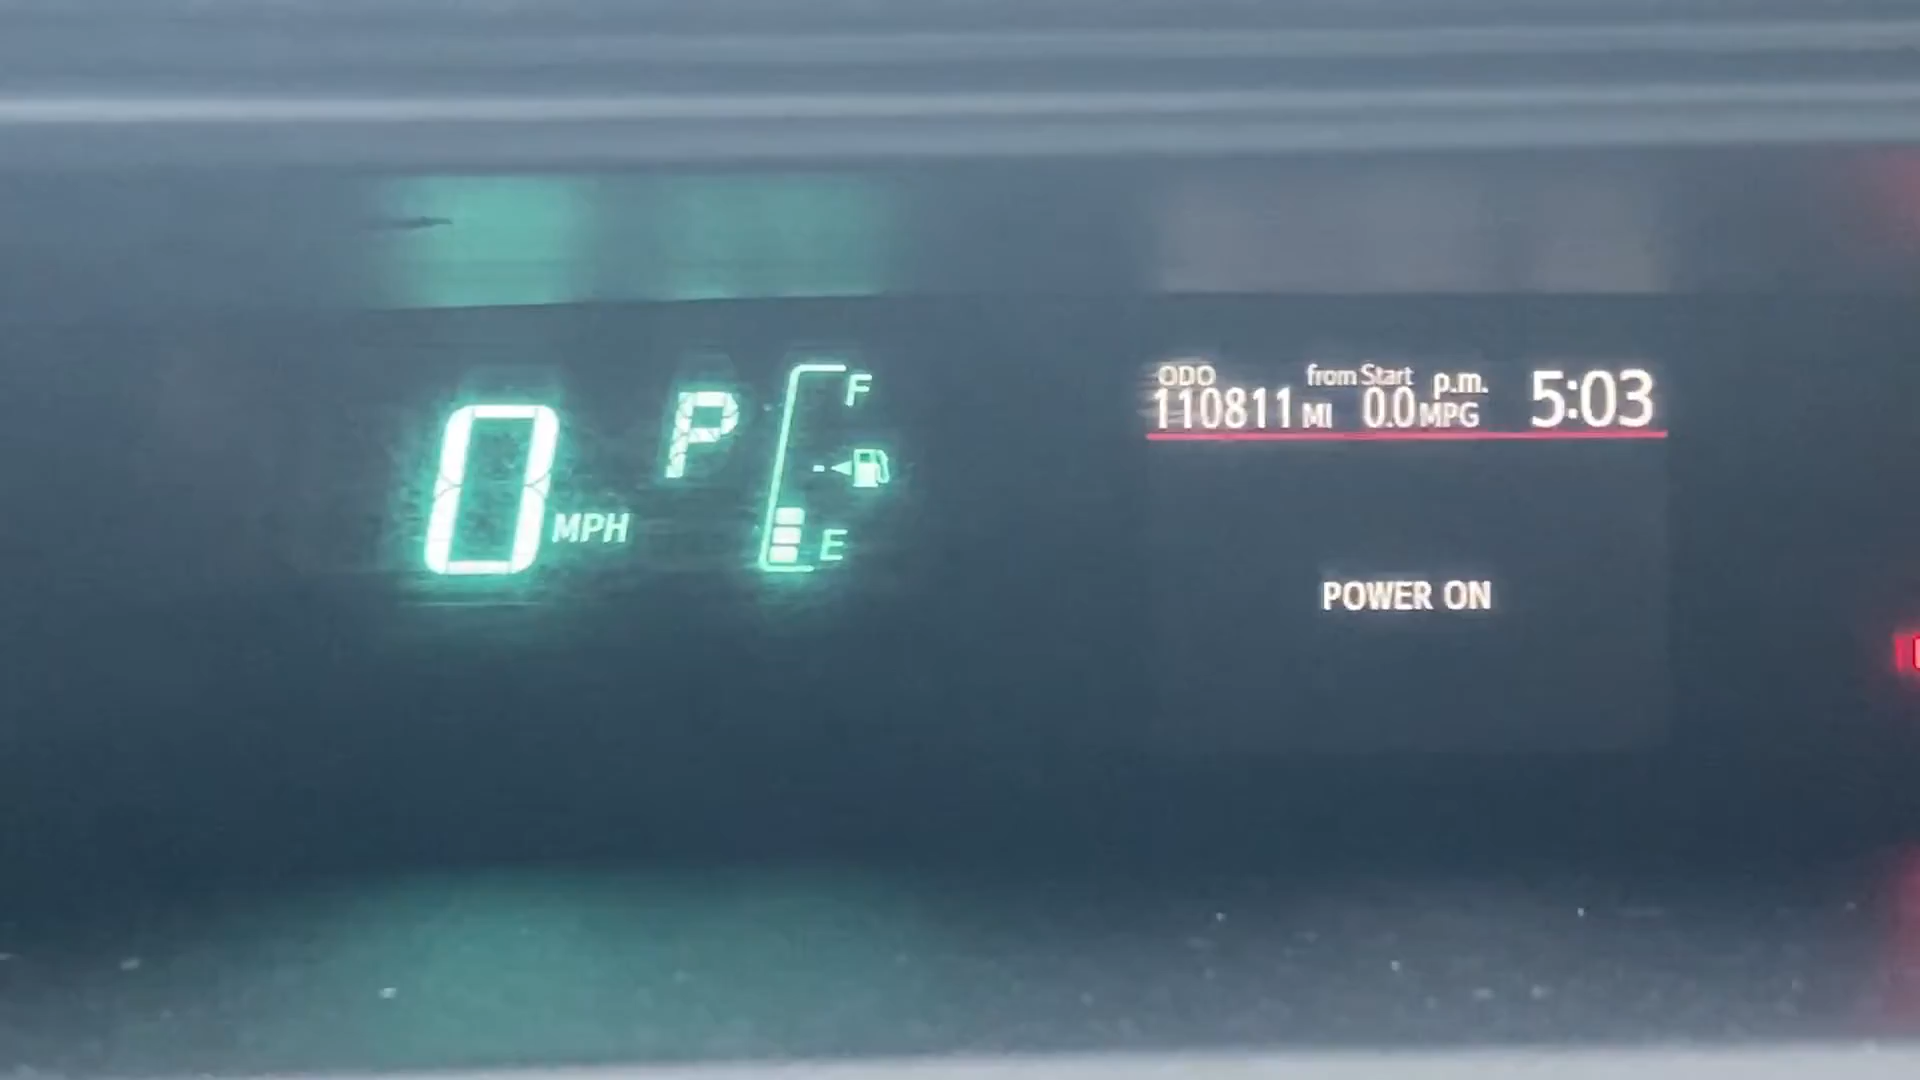 0 MPH
P
F
E
ODO from Start p.m. 5:03
110811 MI 0.0 MPG
POWER ON